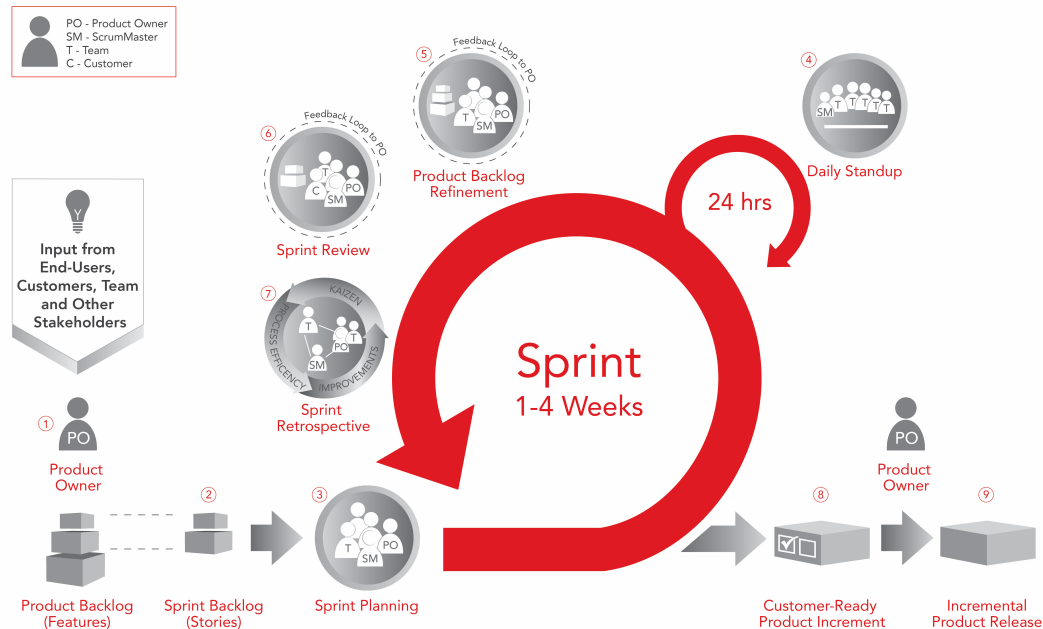 PO - Product Owner
SM - ScrumMaster
T - Team
C - Customer
Y
Input from
End-Users,
Customers, Team
and Other
Stakeholders
1
PO
Product
Owner
Product Backlog
(Features)
2
Sprint Backlog
(Stories)
3
T
SM
PO
Sprint Planning
4
SM T T T T T
Daily Standup
24 hrs
5
Feedback Loop to PO
T
SM
PO
Product Backlog
Refinement
6
Feedback Loop to PO
T
C
SM
PO
Sprint Review
7
KAIZEN
IMPROVEMENTS
PROCESS EFFICENCY
T
PO
T
SM
Sprint
Retrospective
Sprint
1-4 Weeks
8
Customer-Ready
Product Increment
PO
Product
Owner
9
Incremental
Product Release